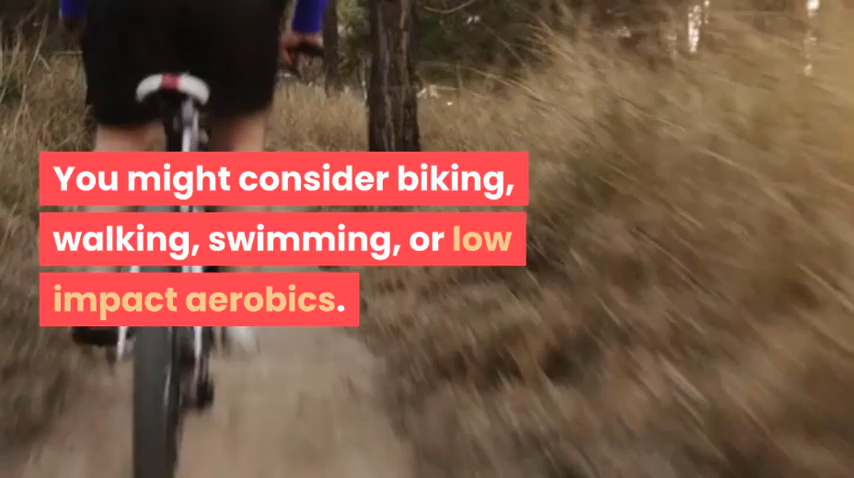 You might consider biking,
walking, swimming, or low
impact aerobics.